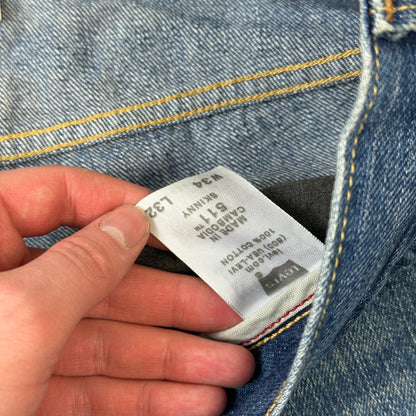 Levi's
levi.com
(800) USA-LEVI
100% COTTON
MADE IN
CAMBODIA
511™
SKINNY
W34 L32